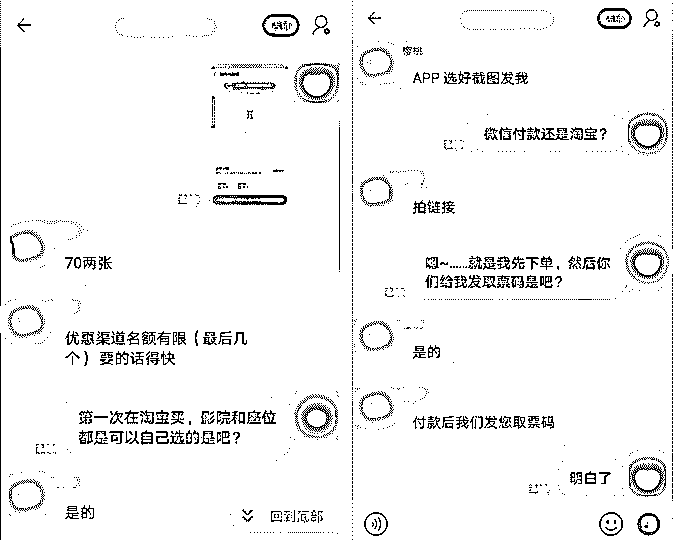 70两张
优惠渠道名额有限（最后几
个）要的话得快
第一次在淘宝买，影院和座位
都是可以自己选的是吧？
是的
回到底部
蜜桃
APP 选好截图发我
微信付款还是淘宝？
拍链接
嗯~......就是我先下单，然后你
们给我发取票码是吧？
是的
付款后我们发您取票码
明白了